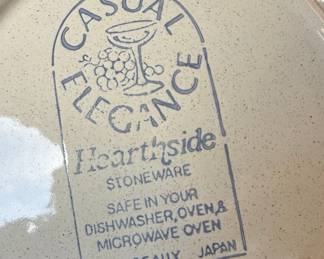 CASUAL
ELEGANCE
Hearthside
STONEWARE
SAFE IN YOUR
DISHWASHER, OVEN, &
MICROWAVE OVEN
JAPAN